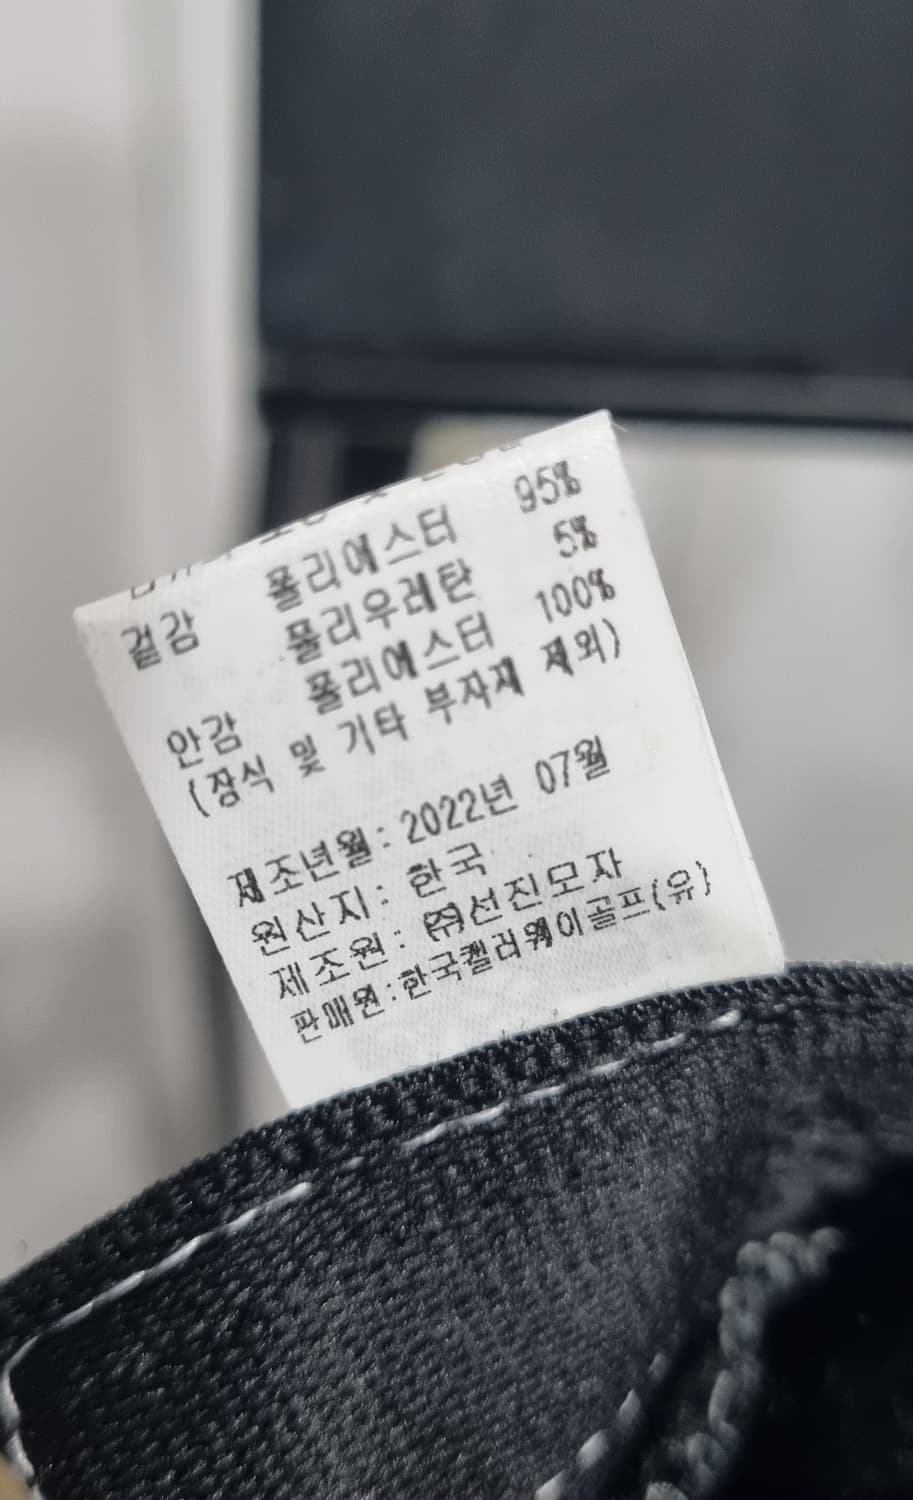 겉감 폴리에스터 95%
폴리우레탄 5%
안감 폴리에스터 100%
(장식 및 기타 부자재 제외)
제조년월: 2022년 07월
원산지: 한국
제조원: ㈜선진모자
판매원:한국캘러웨이골프(유)